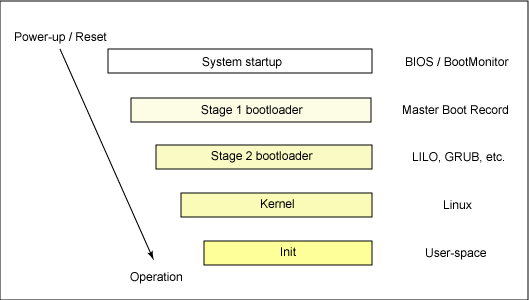 Power-up / Reset
System startup
BIOS / BootMonitor
Stage 1 bootloader
Master Boot Record
Stage 2 bootloader
LILO, GRUB, etc.
Kernel
Linux
Init
User-space
Operation